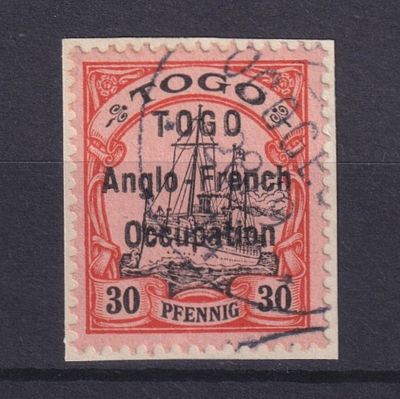 TOGO
TOGO
Anglo-French
Occupation
30 PFENNIG 30